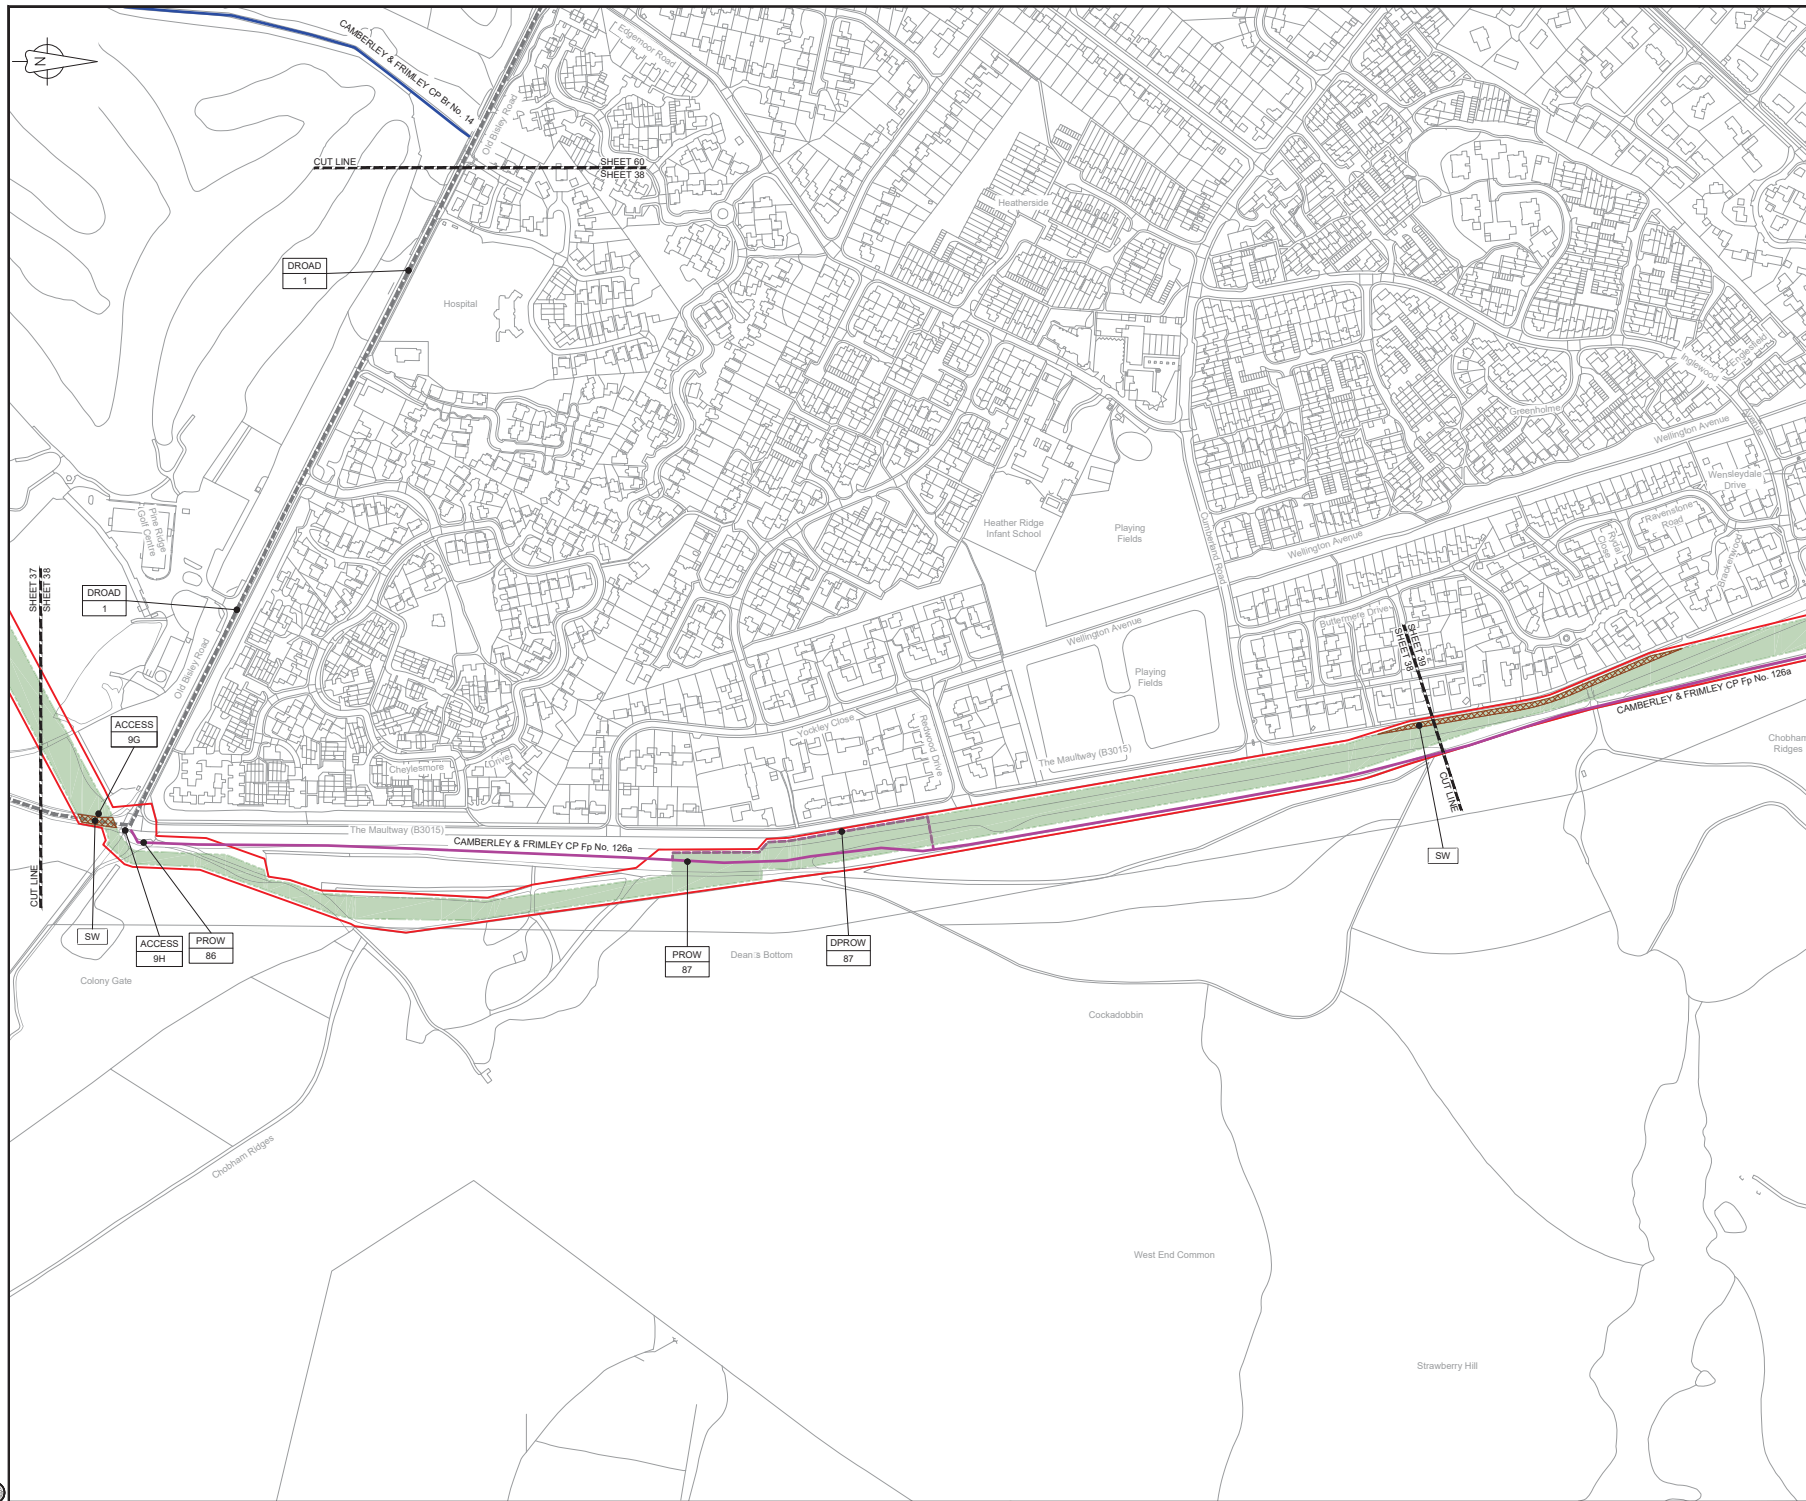 N
CAMBERLEY & FRIMLEY CP Br No. 14
Edgemoor Road
Old Bisley Road
CUT LINE
SHEET 60
SHEET 38
Heatherside
DROAD
1
Hospital
Inglewood
Englesfield
Greenholme
Wellington Avenue
Wensleydale
Drive
Pine Ridge
Golf Centre
Heather Ridge
Infant School
Playing
Fields
Cumberland Road
Wellington Avenue
Ravenstone
Road
Rydal
Close
Brackenwood
SHEET 37
SHEET 38
DROAD
1
Old Bisley Road
Buttermere Drive
Wellington Avenue
SHEET 39
SHEET 38
Playing
Fields
CAMBERLEY & FRIMLEY CP Fp No. 126a
ACCESS
9G
Yockley Close
Redwood Drive
The Maultway (B3015)
Chobham
Ridges
Cheylesmore
Drive
CUT LINE
The Maultway (B3015)
CAMBERLEY & FRIMLEY CP Fp No. 126a
SW
CUT LINE
SW
ACCESS
9H
PROW
86
PROW
87
Dean's Bottom
DPROW
87
Colony Gate
Cockadobbin
Chobham Ridges
West End Common
Strawberry Hill